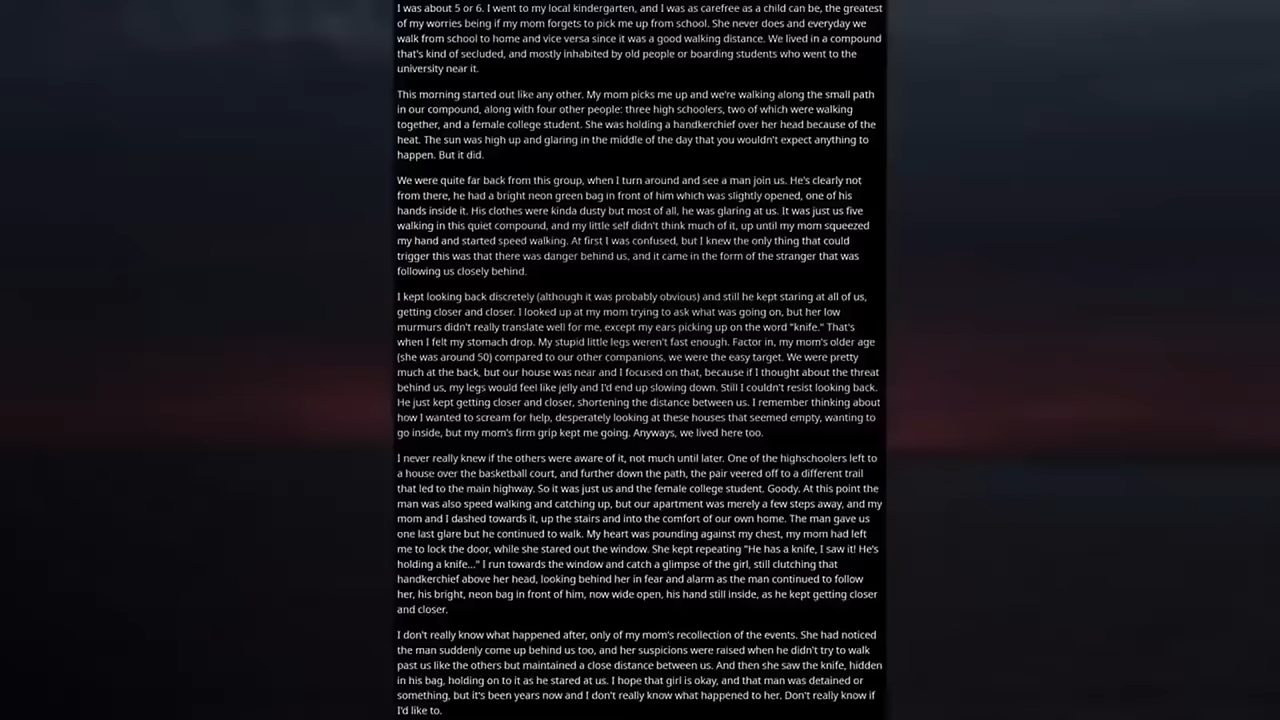 I was about 5 or 6. I went to my local kindergarten, and I was as carefree as a child can be, the greatest
of my worries being if my mom forgets to pick me up from school. She never does and everyday we
walk from school to home and vice versa since it was a good walking distance. We lived in a compound
that's kind of secluded, and mostly inhabited by old people or boarding students who went to the
university near it.
This morning started out like any other. My mom picks me up and we're walking along the small path
in our compound, along with four other people: three high schoolers, two of which were walking
together, and a female college student. She was holding a handkerchief over her head because of the
heat. The sun was high up and glaring in the middle of the day that you wouldn't expect anything to
happen. But it did.
We were quite far back from this group, when I turn around and see a man join us. He's clearly not
from there, he had a bright neon green bag in front of him which was slightly opened, one of his
hands inside it. His clothes were kinda dusty but most of all, he was glaring at us. It was just us five
walking in this quiet compound, and my little self didn't think much of it, up until my mom squeezed
my hand and started speed walking. At first I was confused, but I knew the only thing that could
trigger this was that there was danger behind us, and it came in the form of the stranger that was
following us closely behind.
I kept looking back discretely (although it was probably obvious) and still he kept staring at all of us,
getting closer and closer. I looked up at my mom trying to ask what was going on, but her low
murmurs didn't really translate well for me, except my ears picking up on the word "knife." That's
when I felt my stomach drop. My stupid little legs weren't fast enough. Factor in, my mom's older age
(she was around 50) compared to our other companions, we were the easy target. We were pretty
much at the back, but our house was near and I focused on that, because if I thought about the threat
behind us, my legs would feel like jelly and I'd end up slowing down. Still I couldn't resist looking back.
He just kept getting closer and closer, shortening the distance between us. I remember thinking about
how I wanted to scream for help, desperately looking at these houses that seemed empty, wanting to
go inside, but my mom's firm grip kept me going. Anyways, we lived here too.
I never really knew if the others were aware of it, not much until later. One of the highschoolers left to
a house over the basketball court, and further down the path, the pair veered off to a different trail
that led to the main highway. So it was just us and the female college student. Goody. At this point the
man was also speed walking and catching up, but our apartment was merely a few steps away, and my
mom and I dashed towards it, up the stairs and into the comfort of our own home. The man gave us
one last glare but he continued to walk. My heart was pounding against my chest, my mom had left
me to lock the door, while she stared out the window. She kept repeating "He has a knife, I saw it! He's
holding a knife..." I run towards the window and catch a glimpse of the girl, still clutching that
handkerchief above her head, looking behind her in fear and alarm as the man continued to follow
her, his bright, neon bag in front of him, now wide open, his hand still inside, as he kept getting closer
and closer.
I don't really know what happened after, only of my mom's recollection of the events. She had noticed
the man suddenly come up behind us too, and her suspicions were raised when he didn't try to walk
past us like the others but maintained a close distance between us. And then she saw the knife, hidden
in his bag, holding on to it as he stared at us. I hope that girl is okay, and that man was detained or
something, but it's been years now and I don't really know what happened to her. Don't really know if
I'd like to.